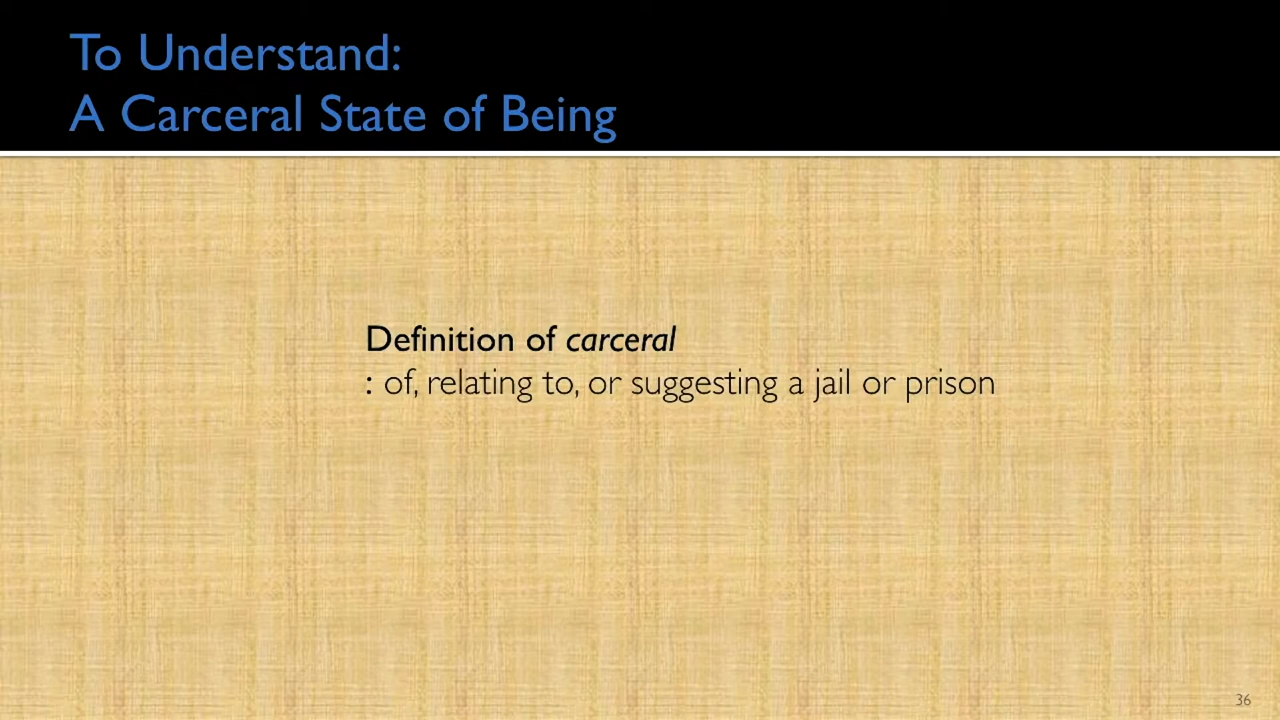 To Understand:
A Carceral State of Being
Definition of carceral
: of, relating to, or suggesting a jail or prison
36